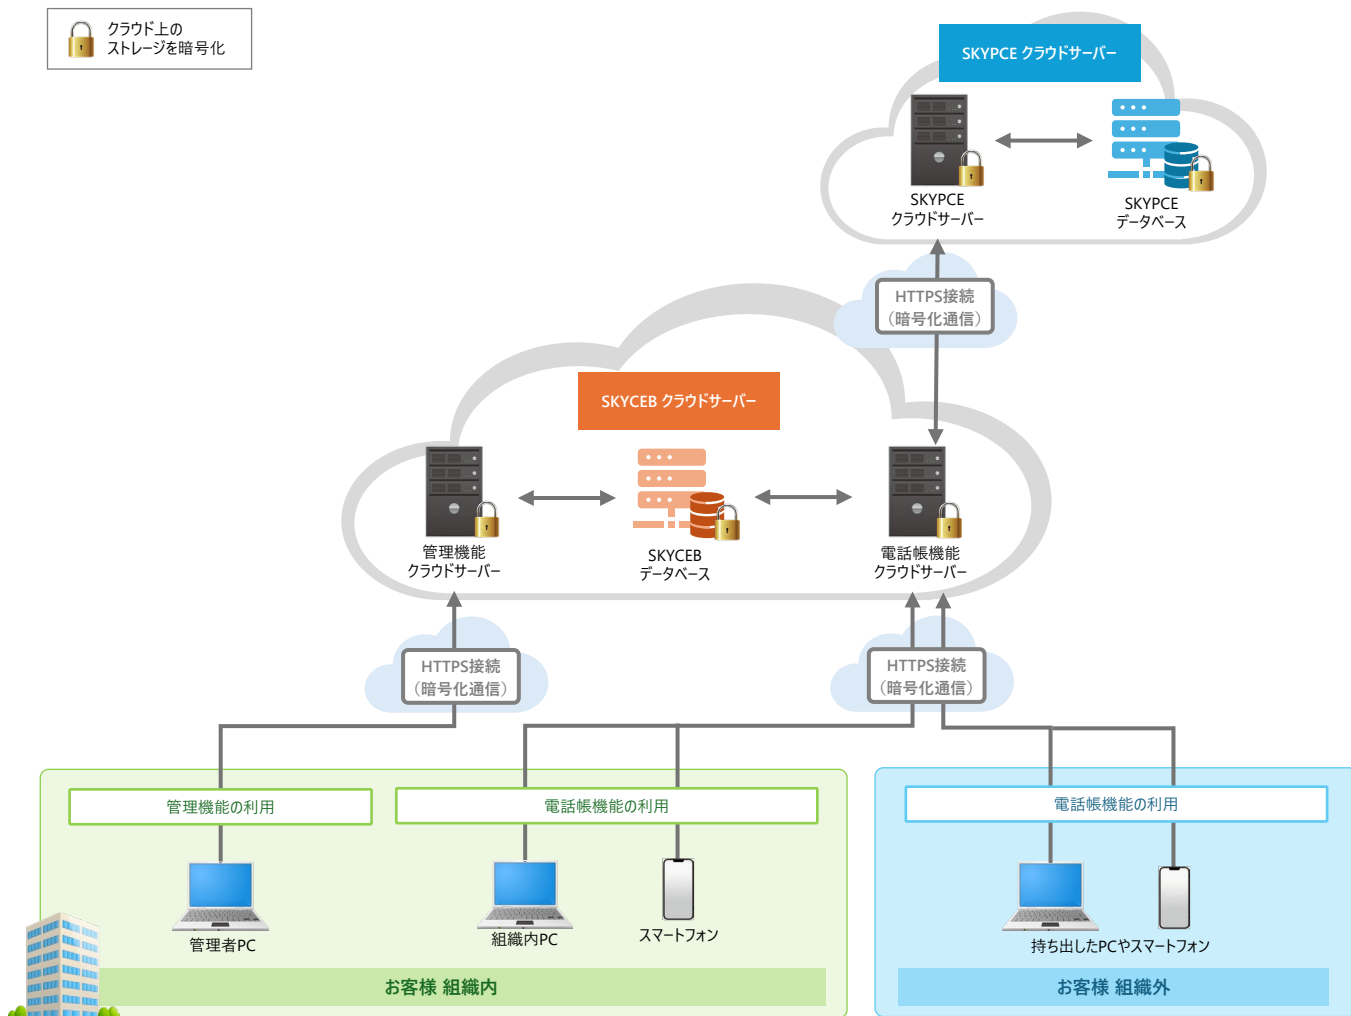 クラウド上の
ストレージを暗号化
SKYPCE クラウドサーバー
SKYPCE
クラウドサーバー
SKYPCE
データベース
HTTPS接続
（暗号化通信）
SKYCEB クラウドサーバー
管理機能
クラウドサーバー
SKYCEB
データベース
電話帳機能
クラウドサーバー
HTTPS接続
（暗号化通信）
HTTPS接続
（暗号化通信）
管理機能の利用
電話帳機能の利用
電話帳機能の利用
管理者PC
組織内PC
スマートフォン
持ち出したPCやスマートフォン
お客様 組織内
お客様 組織外